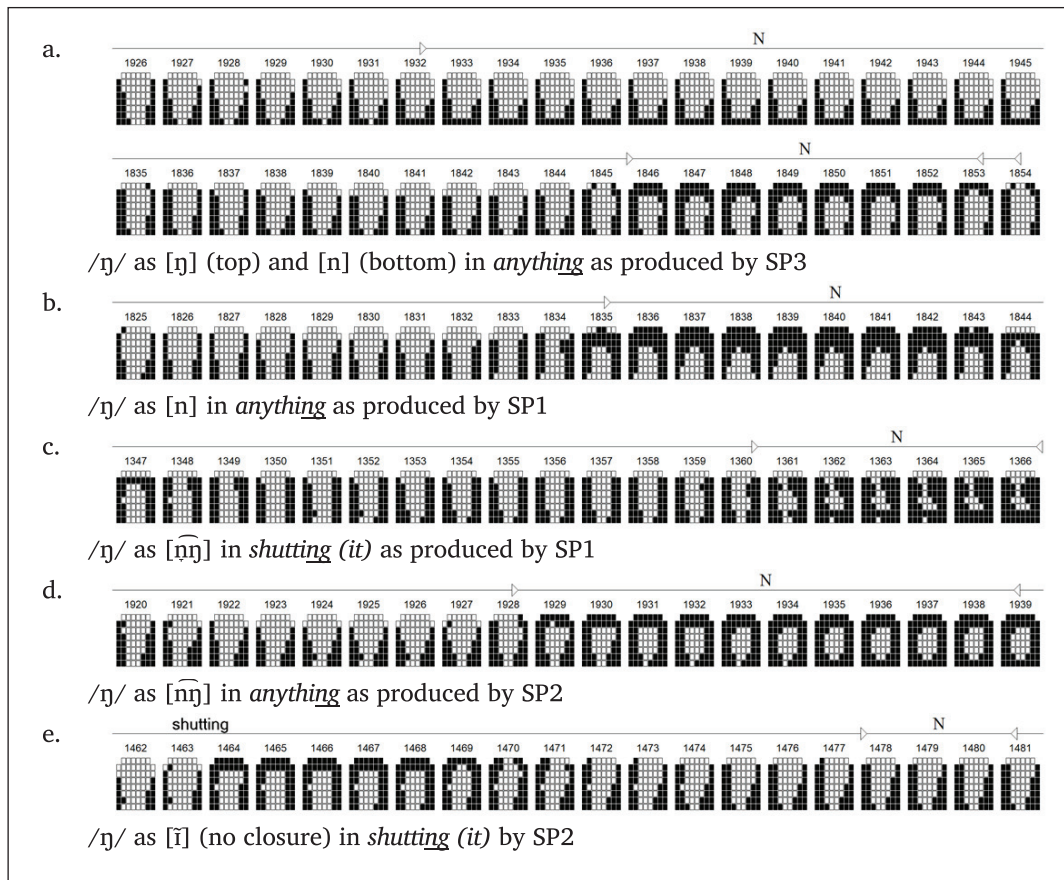 a.
N
1926 1927 1928 1929 1930 1931 1932 1933 1934 1935 1936 1937 1938 1939 1940 1941 1942 1943 1944 1945
N
1835 1836 1837 1838 1839 1840 1841 1842 1843 1844 1845 1846 1847 1848 1849 1850 1851 1852 1853 1854
/ŋ/ as [ŋ] (top) and [n] (bottom) in anything as produced by SP3
b.
N
1825 1826 1827 1828 1829 1830 1831 1832 1833 1834 1835 1836 1837 1838 1839 1840 1841 1842 1843 1844
/ŋ/ as [n] in anything as produced by SP1
c.
N
1347 1348 1349 1350 1351 1352 1353 1354 1355 1356 1357 1358 1359 1360 1361 1362 1363 1364 1365 1366
/ŋ/ as [n̞͡ŋ] in shutting (it) as produced by SP1
d.
N
1920 1921 1922 1923 1924 1925 1926 1927 1928 1929 1930 1931 1932 1933 1934 1935 1936 1937 1938 1939
/ŋ/ as [n͡ŋ] in anything as produced by SP2
e.
shutting N
1462 1463 1464 1465 1466 1467 1468 1469 1470 1471 1472 1473 1474 1475 1476 1477 1478 1479 1480 1481
/ŋ/ as [ɪ̃] (no closure) in shutting (it) by SP2